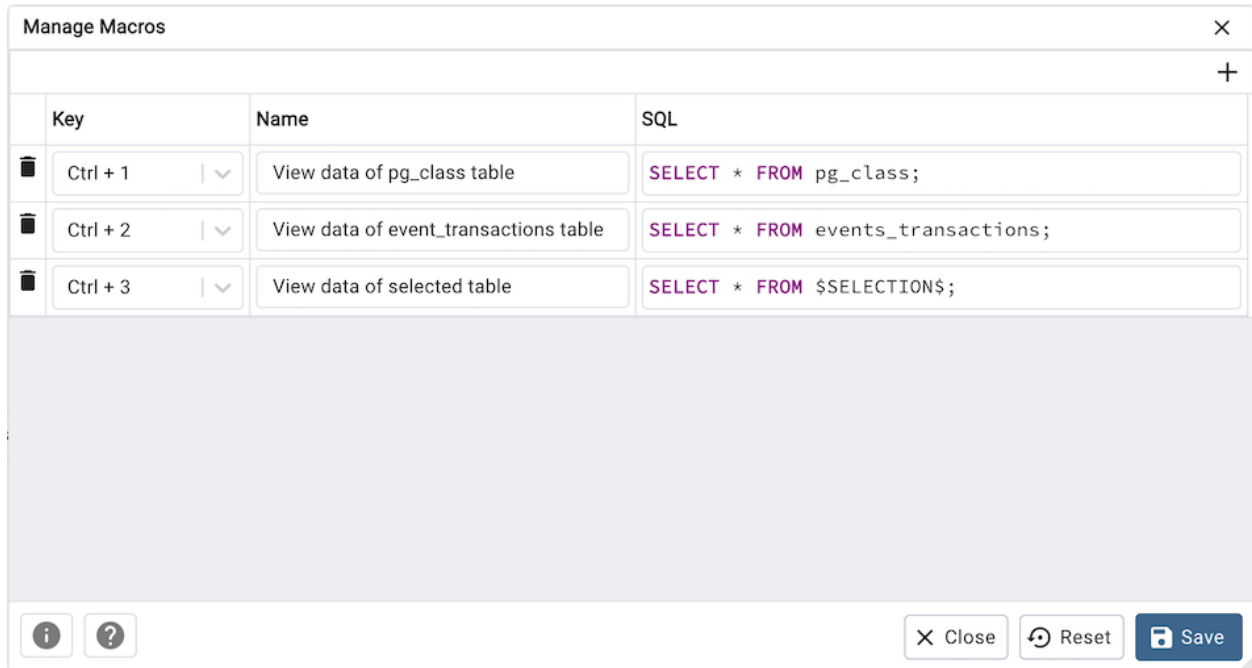 Manage Macros
Key Name SQL
Ctrl + 1 View data of pg_class table SELECT * FROM pg_class;
Ctrl + 2 View data of event_transactions table SELECT * FROM events_transactions;
Ctrl + 3 View data of selected table SELECT * FROM $SELECTION$;
Close Reset Save